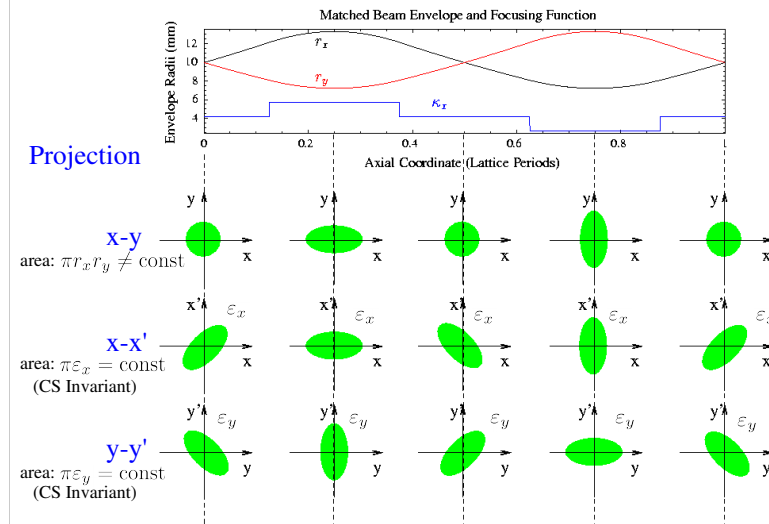 Matched Beam Envelope and Focusing Function
Envelope Radii (mm)
12
10
8
6
4
r_x
r_y
κ_x
0 0.2 0.4 0.6 0.8 1
Axial Coordinate (Lattice Periods)
Projection
x-y
area: πr_x r_y ≠ const
y y y y y
x x x x x
x-x'
area: πε_x = const
(CS Invariant)
x' x' x' x' x'
ε_x ε_x ε_x ε_x ε_x
x x x x x
y-y'
area: πε_y = const
(CS Invariant)
y' y' y' y' y'
ε_y ε_y ε_y ε_y ε_y
y y y y y